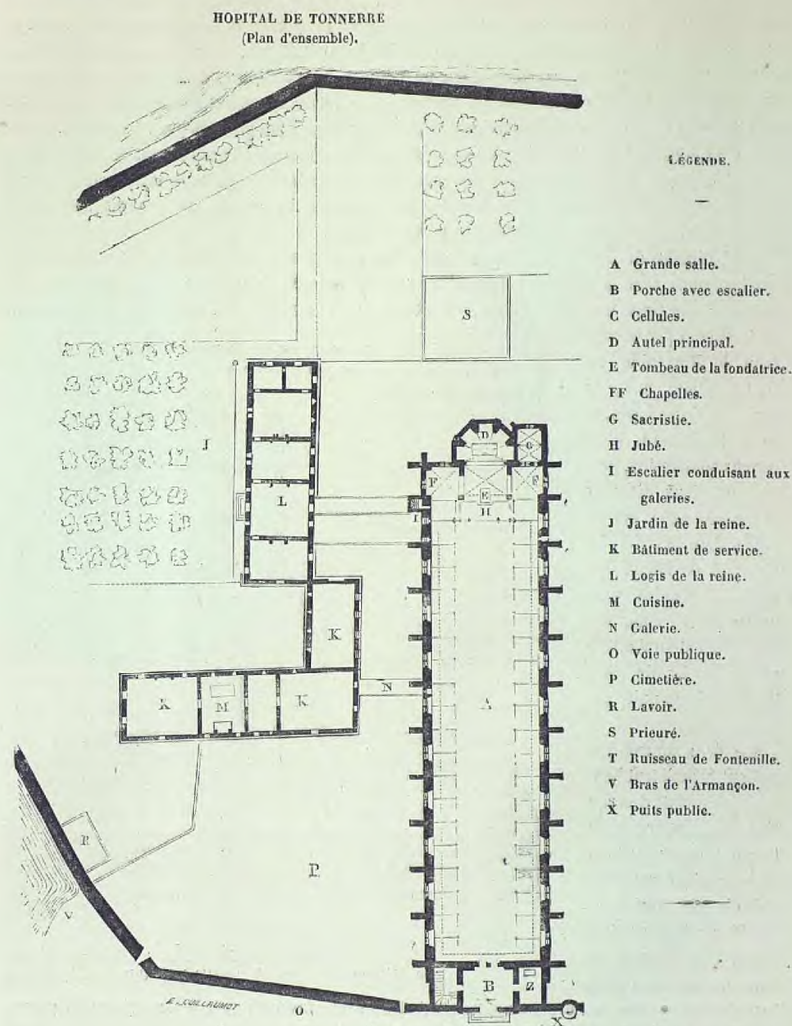 HOPITAL DE TONNERRE
(Plan d'ensemble).
LÉGENDE.
A Grande salle.
B Porche avec escalier.
C Cellules.
D Autel principal.
E Tombeau de la fondatrice.
FF Chapelles.
G Sacristie.
H Jubé.
I Escalier conduisant aux
galeries.
J Jardin de la reine.
K Bâtiment de service.
L Logis de la reine.
M Cuisine.
N Galerie.
O Voie publique.
P Cimetière.
R Lavoir.
S Prieuré.
T Ruisseau de Fontenille.
V Bras de l'Armançon.
X Puits public.
S
D
G
J
F
E
F
L
I
H
K
N
K
M
K
A
R
P
V
B
Z
E. GUILLAUMOT
O
X